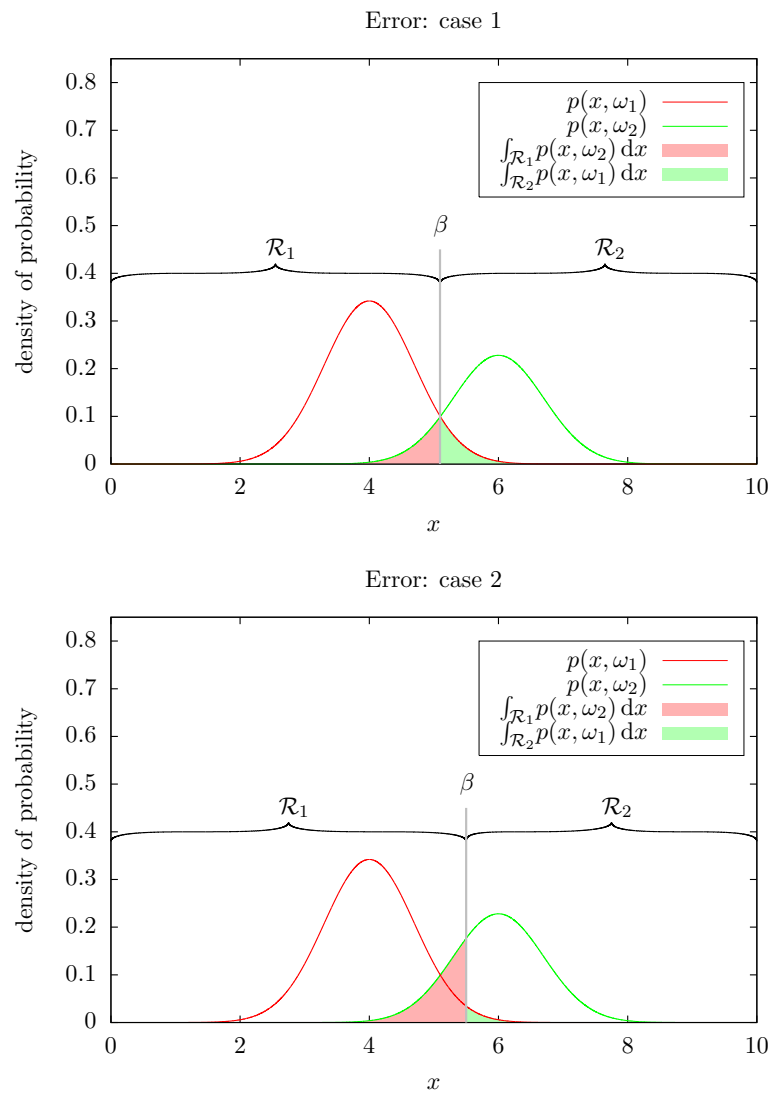 Error: case 1
density of probability
0.8
0.7
0.6
0.5
0.4
0.3
0.2
0.1
0
p(x, ω₁)
p(x, ω₂)
∫_{ℛ₁} p(x, ω₂) dx
∫_{ℛ₂} p(x, ω₁) dx
β
ℛ₁ ℛ₂
0 2 4 6 8 10
x
Error: case 2
density of probability
0.8
0.7
0.6
0.5
0.4
0.3
0.2
0.1
0
p(x, ω₁)
p(x, ω₂)
∫_{ℛ₁} p(x, ω₂) dx
∫_{ℛ₂} p(x, ω₁) dx
β
ℛ₁ ℛ₂
0 2 4 6 8 10
x